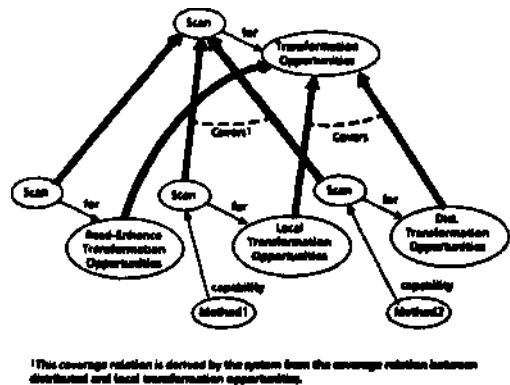 Scan
for
Transformation
Opportunities
Covers¹
Covers
Scan
for
Scan
for
Scan
for
Read-Enhance
Transformation
Opportunities
Local
Transformation
Opportunities
Dist.
Transformation
Opportunities
capability
capability
Method1
Method2
¹This coverage relation is derived by the system from the coverage relation between
distributed and local transformation opportunities.